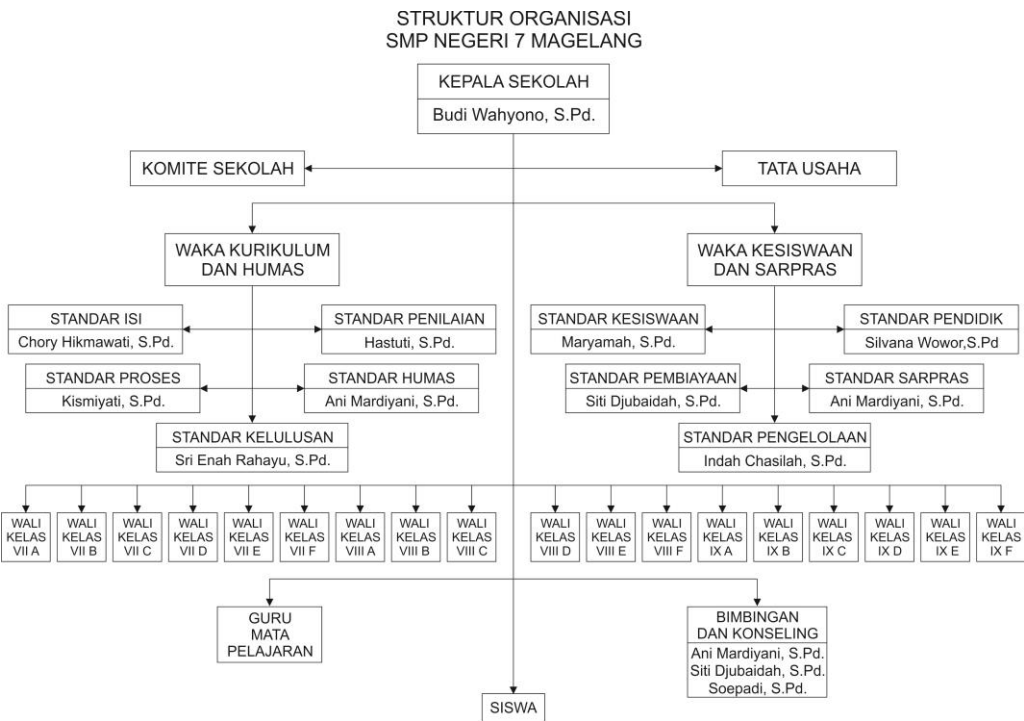 STRUKTUR ORGANISASI
SMP NEGERI 7 MAGELANG
KEPALA SEKOLAH
Budi Wahyono, S.Pd.
KOMITE SEKOLAH
TATA USAHA
WAKA KURIKULUM
DAN HUMAS
WAKA KESISWAAN
DAN SARPRAS
STANDAR ISI
Chory Hikmawati, S.Pd.
STANDAR PENILAIAN
Hastuti, S.Pd.
STANDAR KESISWAAN
Maryamah, S.Pd.
STANDAR PENDIDIK
Silvana Wowor,S.Pd
STANDAR PROSES
Kismiyati, S.Pd.
STANDAR HUMAS
Ani Mardiyani, S.Pd.
STANDAR PEMBIAYAAN
Siti Djubaidah, S.Pd.
STANDAR SARPRAS
Ani Mardiyani, S.Pd.
STANDAR KELULUSAN
Sri Enah Rahayu, S.Pd.
STANDAR PENGELOLAAN
Indah Chasilah, S.Pd.
WALI
KELAS
VII A
WALI
KELAS
VII B
WALI
KELAS
VII C
WALI
KELAS
VII D
WALI
KELAS
VII E
WALI
KELAS
VII F
WALI
KELAS
VIII A
WALI
KELAS
VIII B
WALI
KELAS
VIII C
WALI
KELAS
VIII D
WALI
KELAS
VIII E
WALI
KELAS
VIII F
WALI
KELAS
IX A
WALI
KELAS
IX B
WALI
KELAS
IX C
WALI
KELAS
IX D
WALI
KELAS
IX E
WALI
KELAS
IX F
GURU
MATA
PELAJARAN
BIMBINGAN
DAN KONSELING
Ani Mardiyani, S.Pd.
Siti Djubaidah, S.Pd.
Soepadi, S.Pd.
SISWA